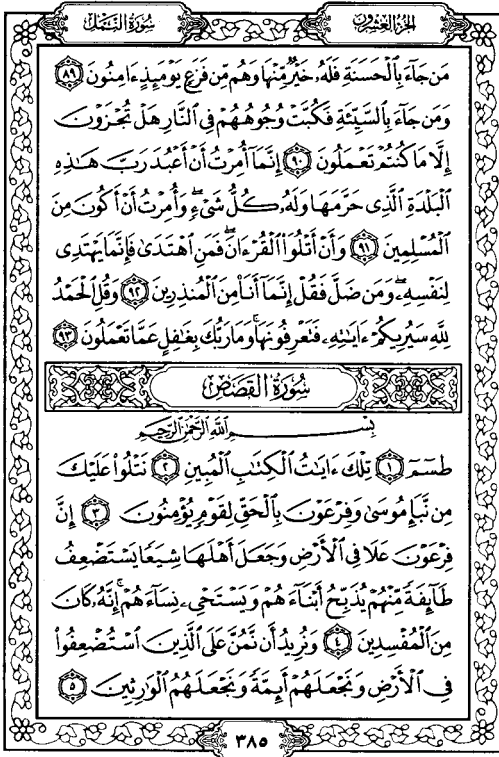 الجزء العشرون
سورة النمل
مَن جَآءَ بِٱلْحَسَنَةِ فَلَهُۥ خَيْرٌ مِّنْهَا وَهُم مِّن فَزَعٍ يَوْمَئِذٍ ءَامِنُونَ ٨٩
وَمَن جَآءَ بِٱلسَّيِّئَةِ فَكُبَّتْ وُجُوهُهُمْ فِى ٱلنَّارِ هَلْ تُجْزَوْنَ
إِلَّا مَا كُنتُمْ تَعْمَلُونَ ٩٠ إِنَّمَآ أُمِرْتُ أَنْ أَعْبُدَ رَبَّ هَـٰذِهِ
ٱلْبَلْدَةِ ٱلَّذِى حَرَّمَهَا وَلَهُۥ كُلُّ شَىْءٍۖ وَأُمِرْتُ أَنْ أَكُونَ مِنَ
ٱلْمُسْلِمِينَ ٩١ وَأَنْ أَتْلُوَا۟ ٱلْقُرْءَانَۖ فَمَنِ ٱهْتَدَىٰ فَإِنَّمَا يَهْتَدِى
لِنَفْسِهِۦۖ وَمَن ضَلَّ فَقُلْ إِنَّمَآ أَنَا۠ مِنَ ٱلْمُنذِرِينَ ٩٢ وَقُلِ ٱلْحَمْدُ
لِلَّهِ سَيُرِيكُمْ ءَايَـٰتِهِۦ فَتَعْرِفُونَهَاۚ وَمَا رَبُّكَ بِغَـٰفِلٍ عَمَّا تَعْمَلُونَ ٩٣
سُورَةُ القَصَصِ
بِسْمِ ٱللَّهِ ٱلرَّحْمَـٰنِ ٱلرَّحِيمِ
طسٓمٓ ١ تِلْكَ ءَايَـٰتُ ٱلْكِتَـٰبِ ٱلْمُبِينِ ٢ نَتْلُوا۟ عَلَيْكَ
مِن نَّبَإِ مُوسَىٰ وَفِرْعَوْنَ بِٱلْحَقِّ لِقَوْمٍ يُؤْمِنُونَ ٣ إِنَّ
فِرْعَوْنَ عَلَا فِى ٱلْأَرْضِ وَجَعَلَ أَهْلَهَا شِيَعًا يَسْتَضْعِفُ
طَآئِفَةً مِّنْهُمْ يُذَبِّحُ أَبْنَآءَهُمْ وَيَسْتَحْىِۦ نِسَآءَهُمْۚ إِنَّهُۥ كَانَ
مِنَ ٱلْمُفْسِدِينَ ٤ وَنُرِيدُ أَن نَّمُنَّ عَلَى ٱلَّذِينَ ٱسْتُضْعِفُوا۟
فِى ٱلْأَرْضِ وَنَجْعَلَهُمْ أَئِمَّةً وَنَجْعَلَهُمُ ٱلْوَٰرِثِينَ ٥
٣٨٥